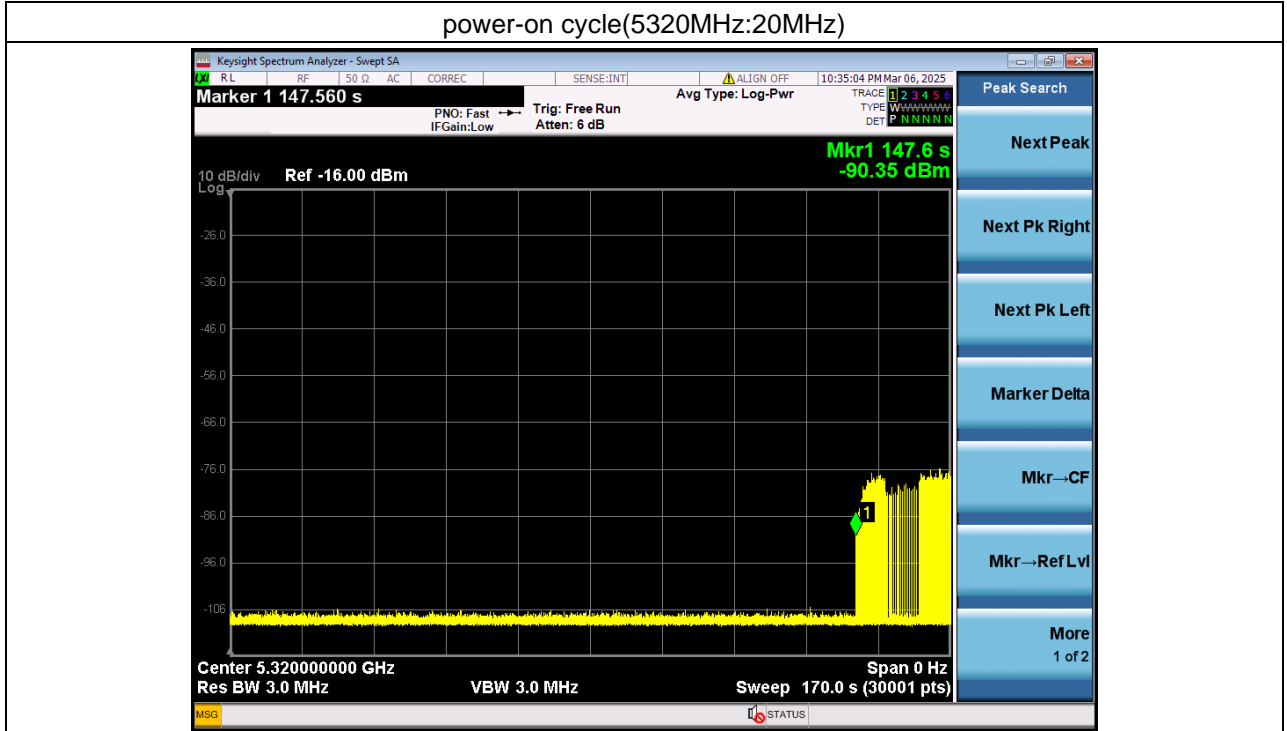 power-on cycle(5320MHz:20MHz)
Keysight Spectrum Analyzer - Swept SA
LXI RL RF 50 Ω AC CORREC SENSE:INT ALIGN OFF 10:35:04 PM Mar 06, 2025
Marker 1 147.560 s
PNO: Fast
IFGain:Low
Trig: Free Run
Atten: 6 dB
Avg Type: Log-Pwr
TRACE 1 2 3 4 5 6
TYPE WWWWWWW
DET P N N N N N
Mkr1 147.6 s
-90.35 dBm
10 dB/div Ref -16.00 dBm
Log
-26.0
-36.0
-46.0
-56.0
-66.0
-76.0
-86.0
-96.0
-106
1
Center 5.320000000 GHz Span 0 Hz
Res BW 3.0 MHz VBW 3.0 MHz Sweep 170.0 s (30001 pts)
MSG STATUS
Peak Search
Next Peak
Next Pk Right
Next Pk Left
Marker Delta
Mkr→CF
Mkr→Ref Lvl
More
1 of 2